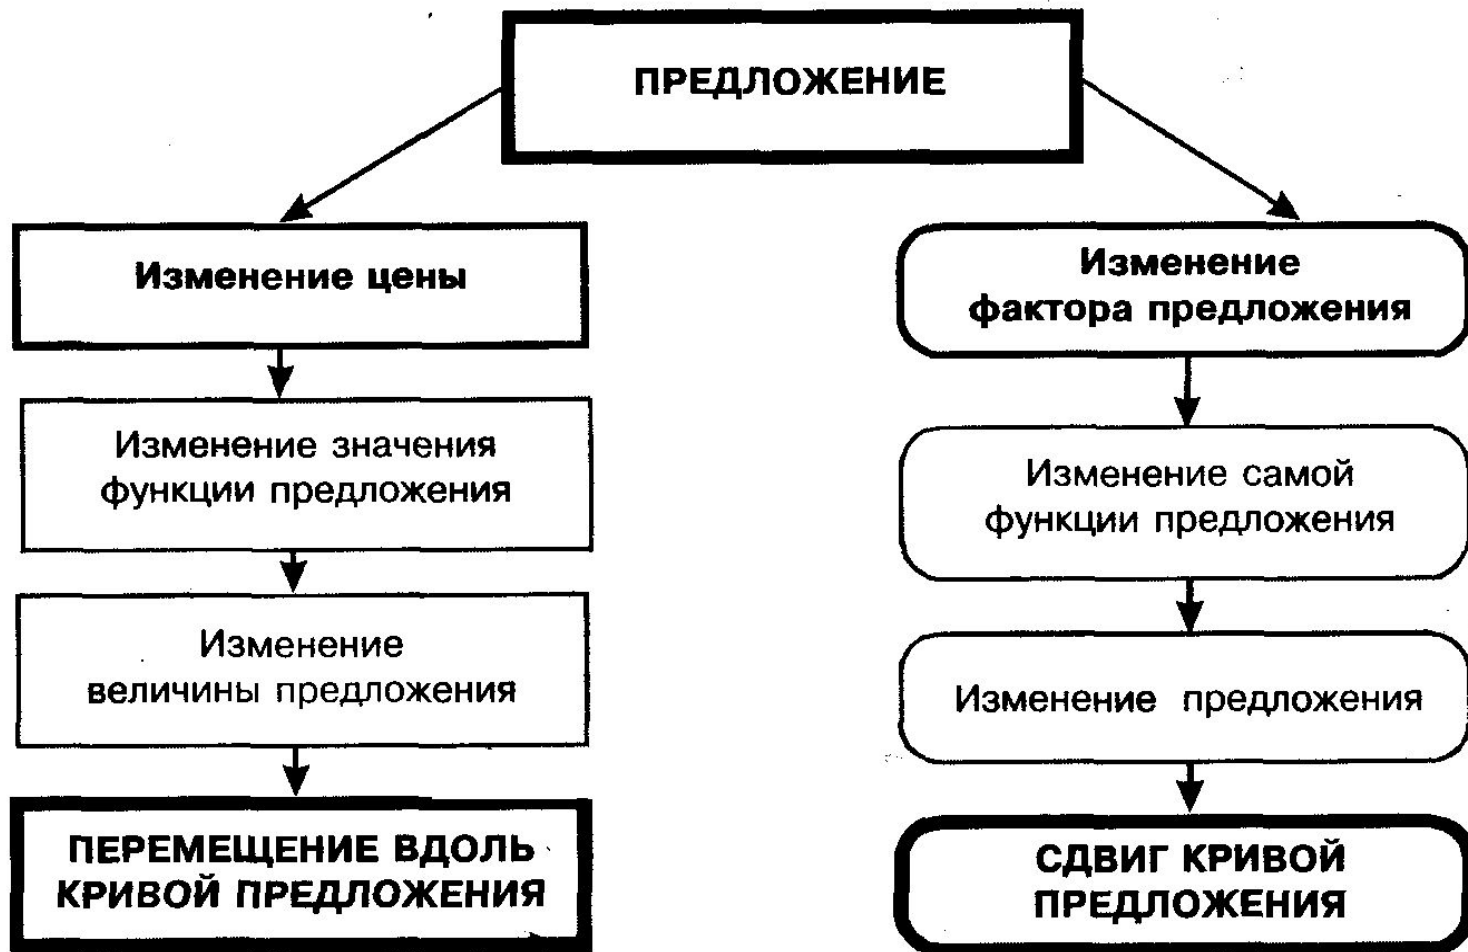 ПРЕДЛОЖЕНИЕ
Изменение цены
Изменение значения
функции предложения
Изменение
величины предложения
ПЕРЕМЕЩЕНИЕ ВДОЛЬ
КРИВОЙ ПРЕДЛОЖЕНИЯ
Изменение
фактора предложения
Изменение самой
функции предложения
Изменение предложения
СДВИГ КРИВОЙ
ПРЕДЛОЖЕНИЯ